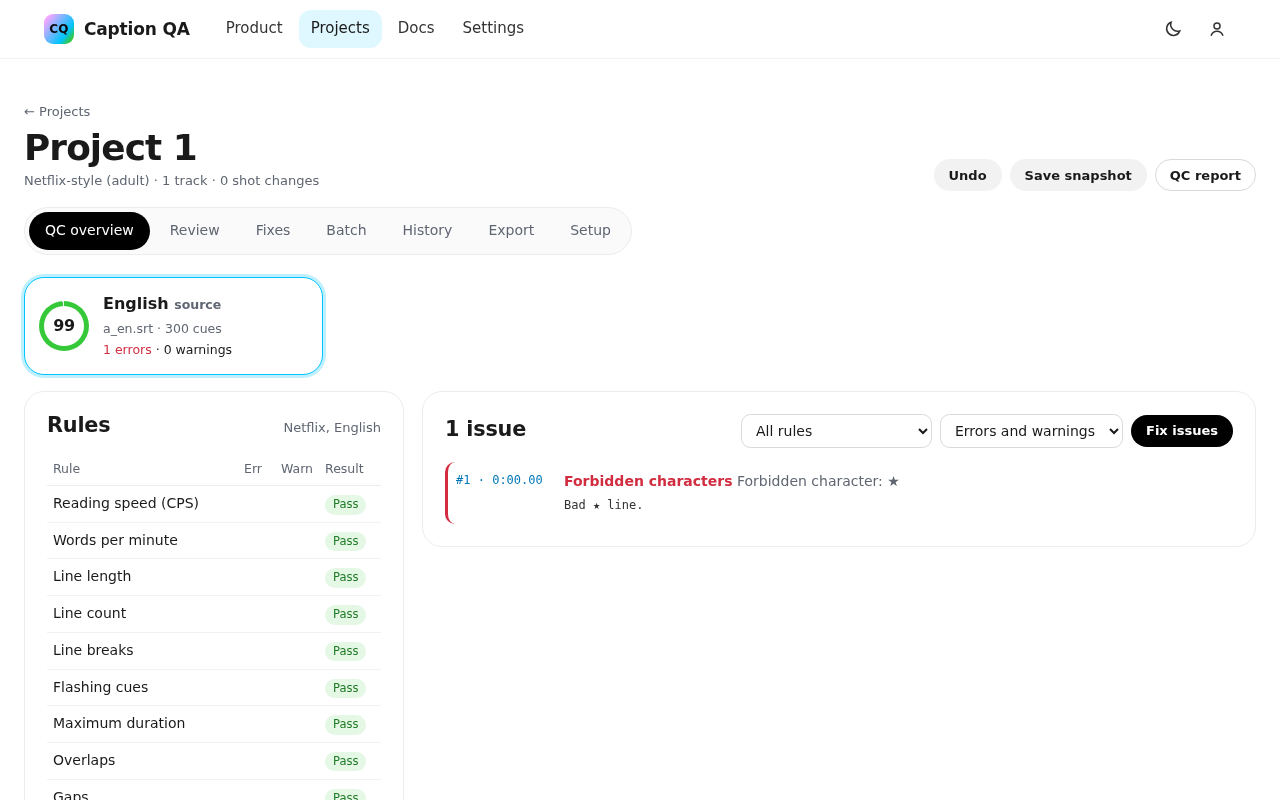 CQ Caption QA Product Projects Docs Settings
← Projects
Project 1
Netflix-style (adult) · 1 track · 0 shot changes
Undo Save snapshot QC report
QC overview Review Fixes Batch History Export Setup
99
English source
a_en.srt · 300 cues
1 errors · 0 warnings
Rules Netflix, English
Rule Err Warn Result
Reading speed (CPS) Pass
Words per minute Pass
Line length Pass
Line count Pass
Line breaks Pass
Flashing cues Pass
Maximum duration Pass
Overlaps Pass
Gaps Pass
1 issue All rules Errors and warnings Fix issues
#1 · 0:00.00 Forbidden characters Forbidden character: ★
Bad ★ line.